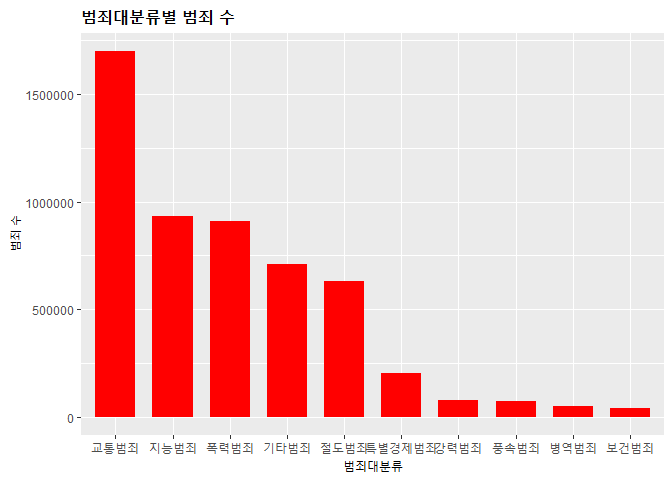 범죄대분류별 범죄 수
범죄 수
1500000
1000000
500000
0
교통범죄 지능범죄 폭력범죄 기타범죄 절도범죄 특별경제범죄 강력범죄 풍속범죄 병역범죄 보건범죄
범죄대분류